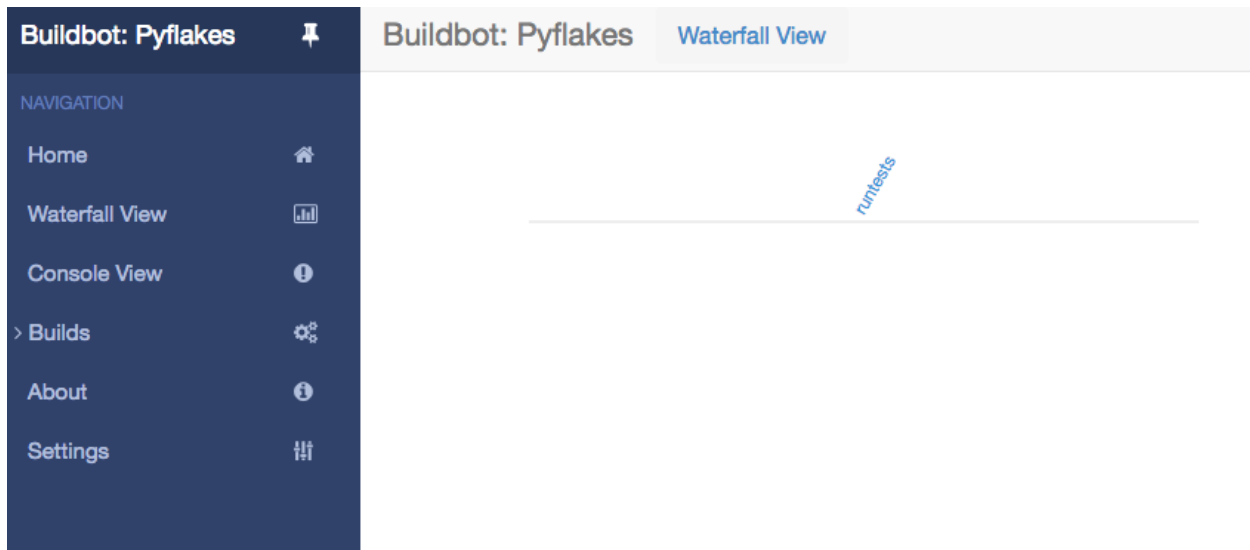 Buildbot: Pyflakes
NAVIGATION
Home
Waterfall View
Console View
Builds
About
Settings
Buildbot: Pyflakes Waterfall View
runtests